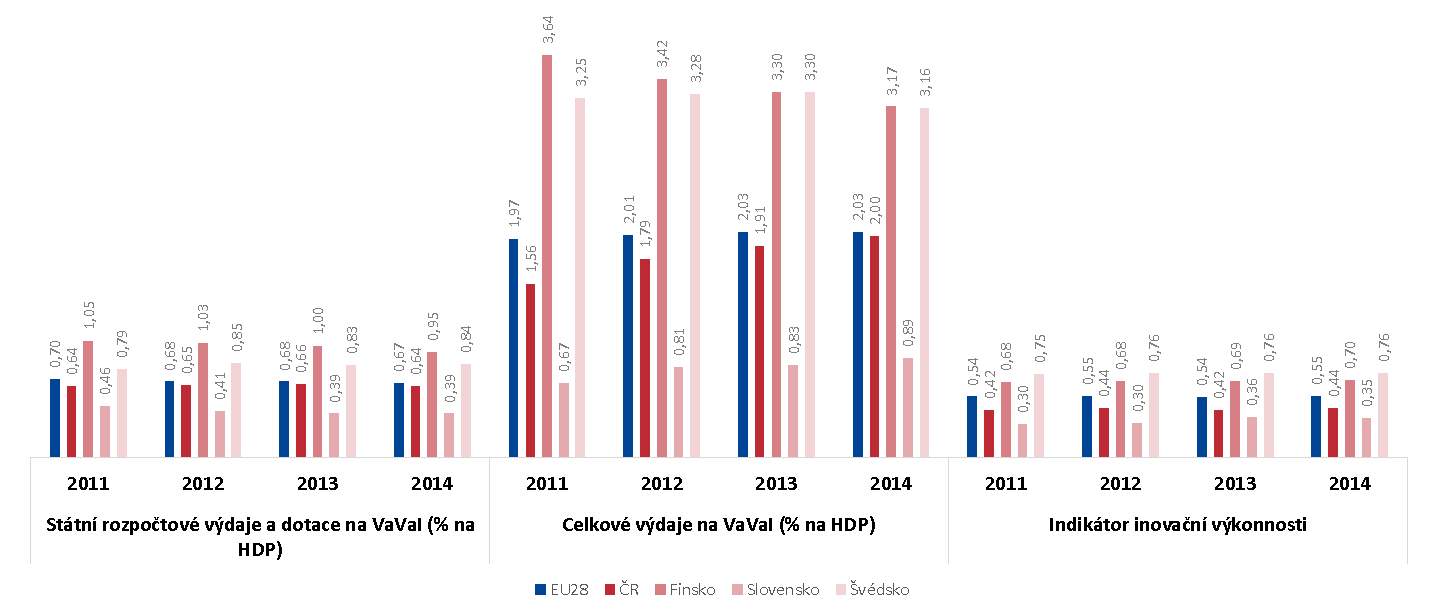 0,70 0,64 1,05 0,46 0,79 0,68 0,65 1,03 0,41 0,85 0,68 0,66 1,00 0,39 0,83 0,67 0,64 0,95 0,39 0,84
1,97 1,56 3,64 0,67 3,25 2,01 1,79 3,42 0,81 3,28 2,03 1,91 3,30 0,83 3,30 2,03 2,00 3,17 0,89 3,16
0,54 0,42 0,68 0,30 0,75 0,55 0,44 0,68 0,30 0,76 0,54 0,42 0,69 0,36 0,76 0,55 0,44 0,70 0,35 0,76
2011 2012 2013 2014 2011 2012 2013 2014 2011 2012 2013 2014
Státní rozpočtové výdaje a dotace na VaVaI (% na
HDP)
Celkové výdaje na VaVaI (% na HDP)
Indikátor inovační výkonnosti
EU28 ČR Finsko Slovensko Švédsko